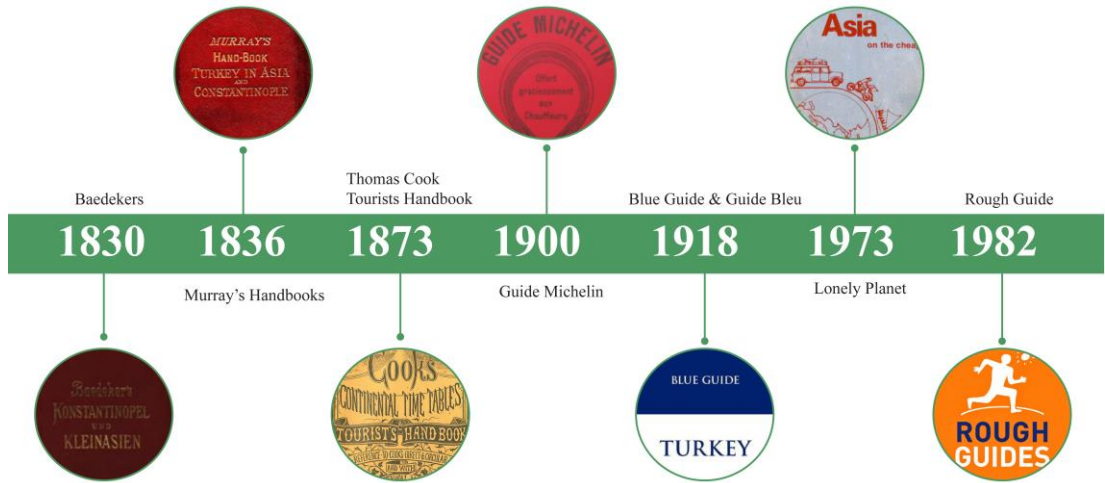 MURRAY'S
HAND-BOOK
TURKEY IN ASIA
AND
CONSTANTINOPLE
GUIDE MICHELIN
Offert
gracieusement
aux
Chauffeurs
Asia
on the chea
Baedekers
Thomas Cook
Tourists Handbook
Blue Guide & Guide Bleu
Rough Guide
1830
1836
1873
1900
1918
1973
1982
Murray's Handbooks
Guide Michelin
Lonely Planet
Baedeker's
KONSTANTINOPEL
UND
KLEINASIEN
Cook's
CONTINENTAL TIME TABLES
TOURIST'S HAND BOOK
BLUE GUIDE
TURKEY
ROUGH
GUIDES